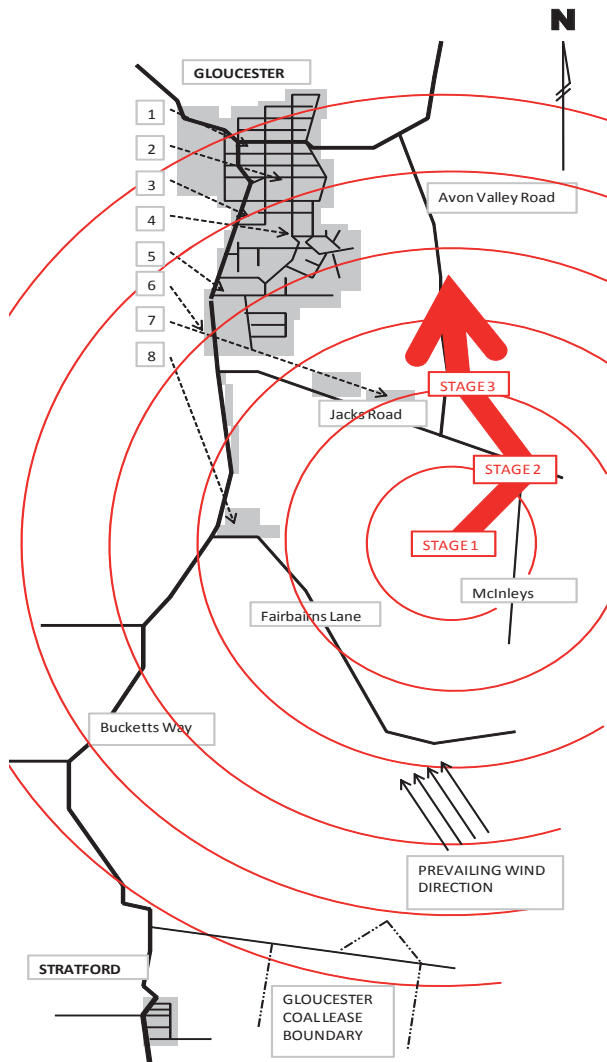 N
GLOUCESTER
1
2
3
4
5
6
7
8
Avon Valley Road
STAGE 3
Jacks Road
STAGE 2
STAGE 1
McInleys
Fairbairns Lane
Bucketts Way
PREVAILING WIND
DIRECTION
STRATFORD
GLOUCESTER
COAL LEASE
BOUNDARY